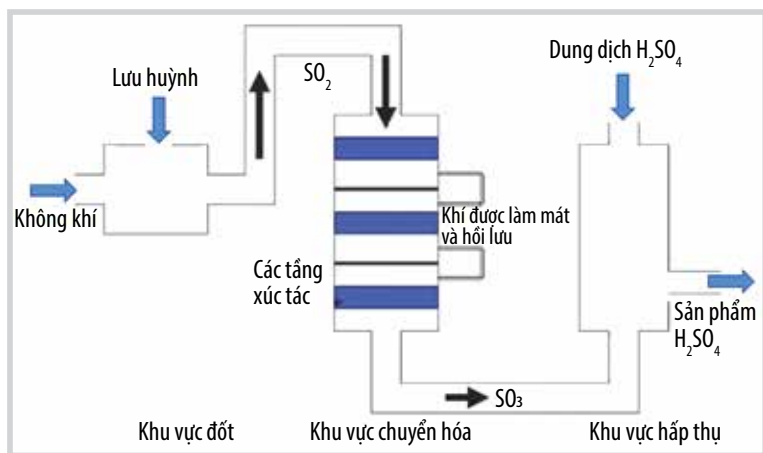 Lưu huỳnh
SO₂
Dung dịch H₂SO₄
Không khí
Khí được làm mát
và hồi lưu
Các tầng
xúc tác
Sản phẩm
H₂SO₄
SO₃
Khu vực đốt
Khu vực chuyển hóa
Khu vực hấp thụ